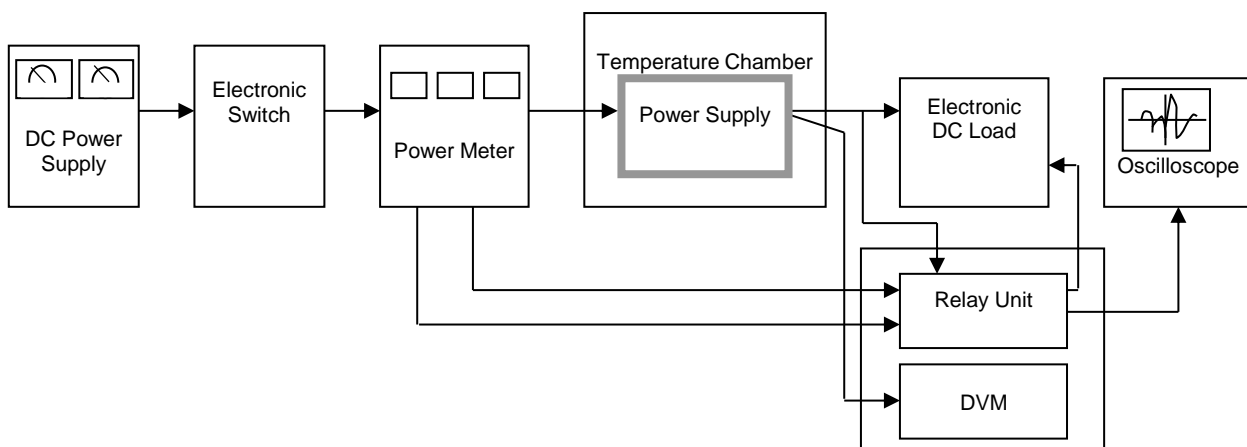 DC Power
Supply
Electronic
Switch
Power Meter
Temperature Chamber
Power Supply
Electronic
DC Load
Oscilloscope
Relay Unit
DVM